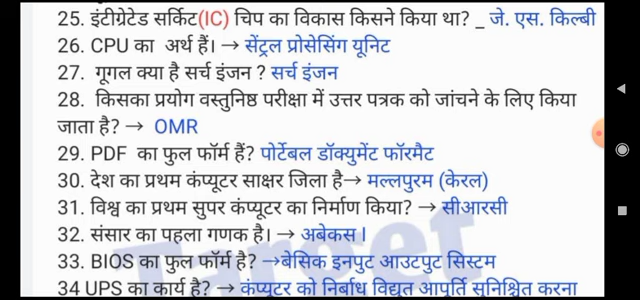 25. इंटीग्रेटेड सर्किट(IC) चिप का विकास किसने किया था? _ जे. एस. किल्बी
26. CPU का अर्थ हैं। → सेंट्रल प्रोसेसिंग यूनिट
27. गूगल क्या है सर्च इंजन ? सर्च इंजन
28. किसका प्रयोग वस्तुनिष्ठ परीक्षा में उत्तर पत्रक को जांचने के लिए किया
जाता है? → OMR
29. PDF का फुल फॉर्म हैं? पोर्टेबल डॉक्युमेंट फॉरमैट
30. देश का प्रथम कंप्यूटर साक्षर जिला है→ मल्लपुरम (केरल)
31. विश्व का प्रथम सुपर कंप्यूटर का निर्माण किया? → सीआरसी
32. संसार का पहला गणक है। → अबेकस।
33. BIOS का फुल फॉर्म है? →बेसिक इनपुट आउटपुट सिस्टम
34 UPS का कार्य है? → कंप्यूटर को निर्बाध विद्युत आपूर्ति सुनिश्चित करना
Target